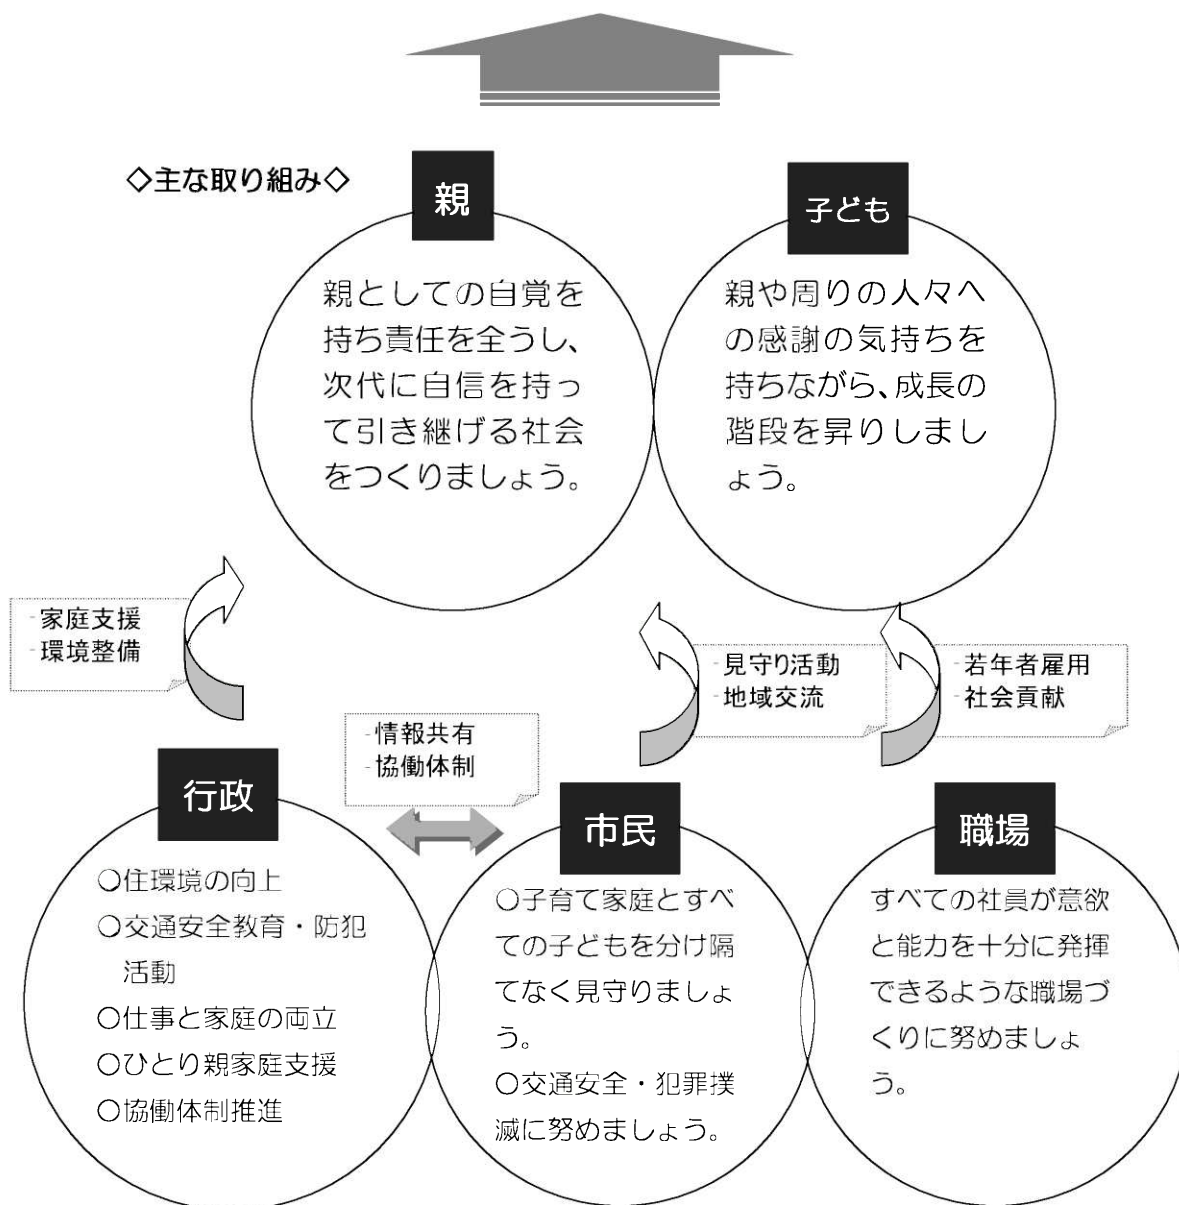 ◇主な取り組み◇
親
親としての自覚を
持ち責任を全うし、
次代に自信を持っ
て引き継げる社会
をつくりましょう。
子ども
親や周りの人々へ
の感謝の気持ちを
持ちながら、成長の
階段を昇りしまし
ょう。
-家庭支援
-環境整備
-見守り活動
-地域交流
-若年者雇用
-社会貢献
-情報共有
-協働体制
行政
○住環境の向上
○交通安全教育・防犯
活動
○仕事と家庭の両立
○ひとり親家庭支援
○協働体制推進
市民
○子育て家庭とすべ
ての子どもを分け隔
てなく見守りましょ
う。
○交通安全・犯罪撲
滅に努めましょう。
職場
すべての社員が意欲
と能力を十分に発揮
できるような職場づ
くりに努めましょ
う。